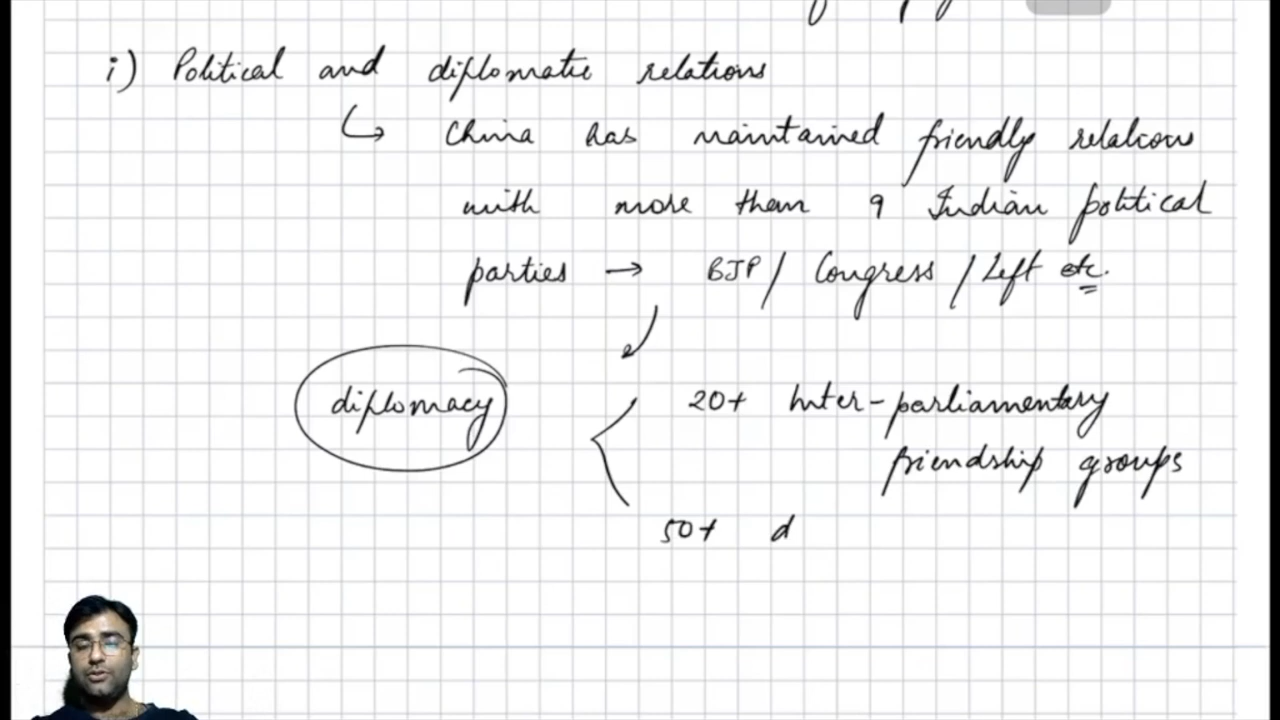 i) Political and diplomatic relations
↳ China has maintained friendly relations
with more than 9 Indian political
parties → BJP / Congress / Left etc.
diplomacy
20+ Inter-parliamentary
friendship groups
50+ d